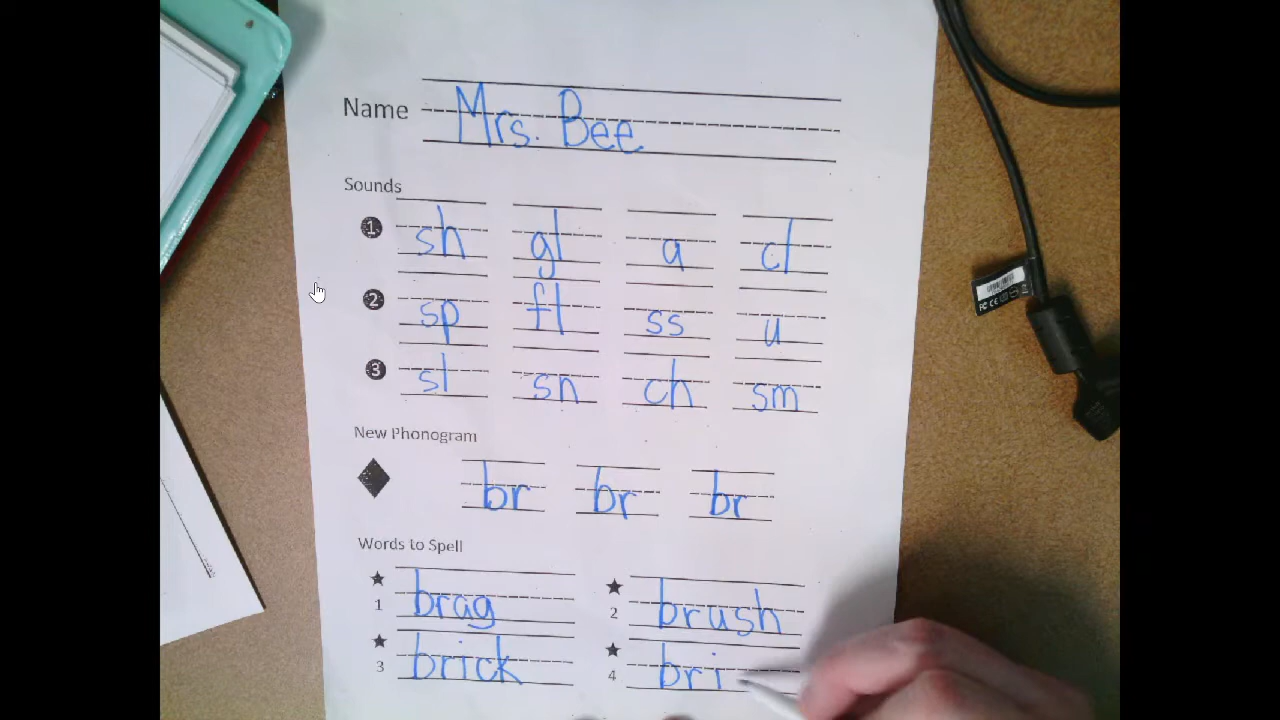 Name Mrs. Bee
Sounds
1 sh gl a cl
2 sp fl ss u
3 sl sn ch sm
New Phonogram
br br br
Words to Spell
1 brag 2 brush
3 brick 4 bri